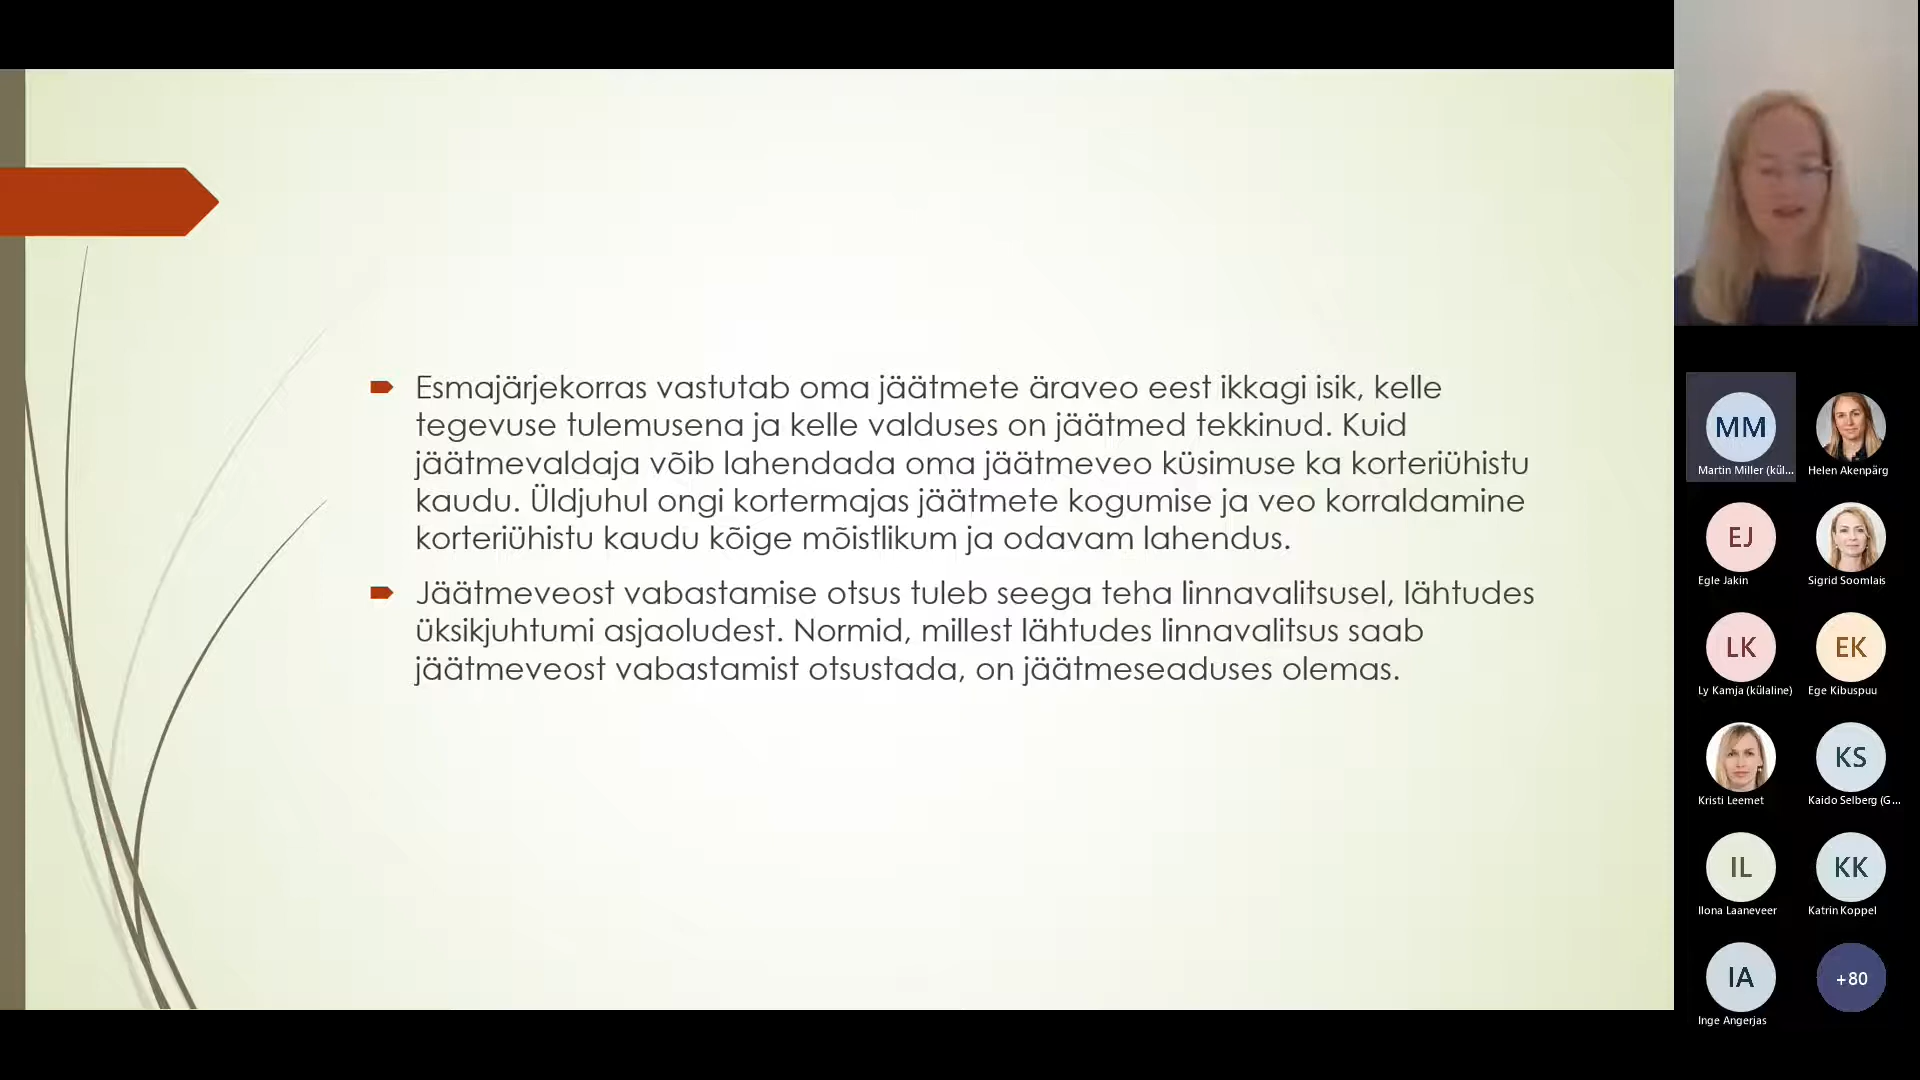 Esmajärjekorras vastutab oma jäätmete äraveo eest ikkagi isik, kelle
tegevuse tulemusena ja kelle valduses on jäätmed tekkinud. Kuid
jäätmevaldaja võib lahendada oma jäätmeveo küsimuse ka korteriühistu
kaudu. Üldjuhul ongi kortermajas jäätmete kogumise ja veo korraldamine
korteriühistu kaudu kõige mõistlikum ja odavam lahendus.
Jäätmeveost vabastamise otsus tuleb seega teha linnavalitsusel, lähtudes
üksikjuhtumi asjaoludest. Normid, millest lähtudes linnavalitsus saab
jäätmeveost vabastamist otsustada, on jäätmeseaduses olemas.
MM
Martin Miller (kül...
Helen Akenpärg
EJ
Egle Jakin
Sigrid Soomlais
LK
EK
Ly Kamja (külaline)
Ege Kibuspuu
KS
Kristi Leemet
Kaido Selberg (G...
IL
KK
Ilona Laaneveer
Katrin Koppel
IA
+80
Inge Angerjas